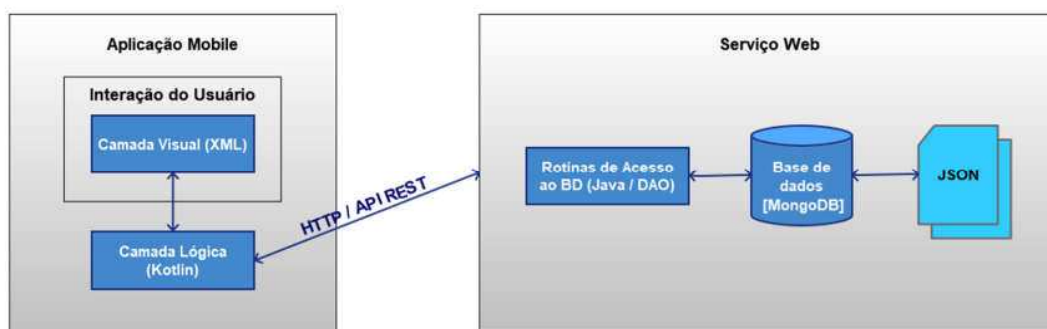 Aplicação Mobile
Interação do Usuário
Camada Visual (XML)
Camada Lógica
(Kotlin)
HTTP / API REST
Serviço Web
Rotinas de Acesso
ao BD (Java / DAO)
Base de
dados
[MongoDB]
JSON